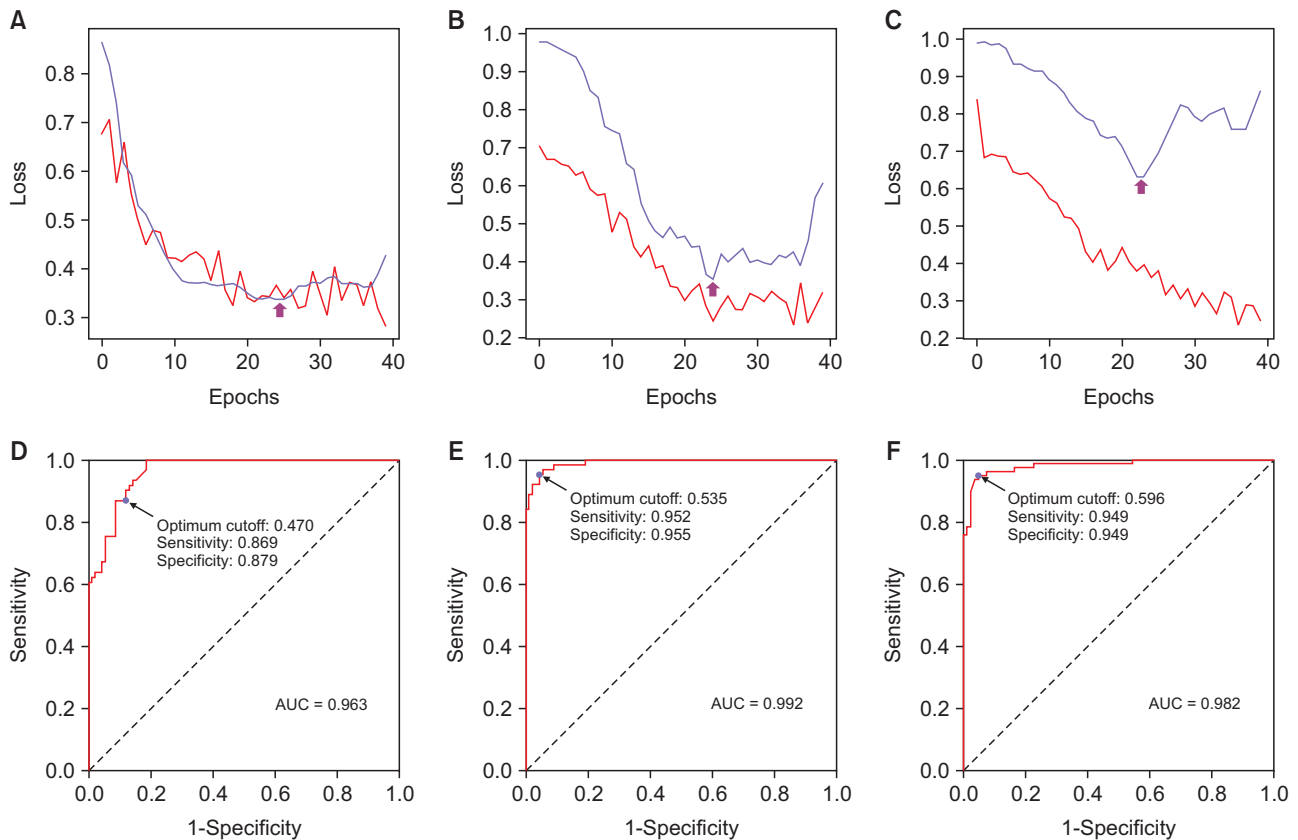 A
B
C
Loss
0.8
0.7
0.6
0.5
0.4
0.3
0
10
20
30
40
Epochs
Loss
1.0
0.9
0.8
0.7
0.6
0.5
0.4
0.3
0.2
0
10
20
30
40
Epochs
Loss
1.0
0.9
0.8
0.7
0.6
0.5
0.4
0.3
0.2
0
10
20
30
40
Epochs
D
E
F
Sensitivity
1.0
0.8
0.6
0.4
0.2
0.0
Optimum cutoff: 0.470
Sensitivity: 0.869
Specificity: 0.879
AUC = 0.963
0.0
0.2
0.4
0.6
0.8
1.0
1-Specificity
Sensitivity
1.0
0.8
0.6
0.4
0.2
0.0
Optimum cutoff: 0.535
Sensitivity: 0.952
Specificity: 0.955
AUC = 0.992
0.0
0.2
0.4
0.6
0.8
1.0
1-Specificity
Sensitivity
1.0
0.8
0.6
0.4
0.2
0.0
Optimum cutoff: 0.596
Sensitivity: 0.949
Specificity: 0.949
AUC = 0.982
0.0
0.2
0.4
0.6
0.8
1.0
1-Specificity